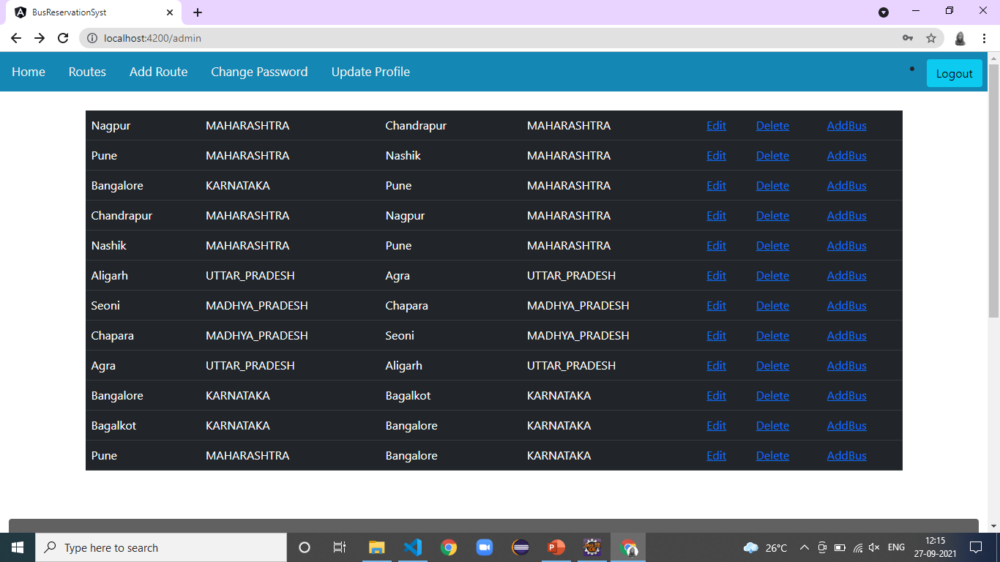 BusReservationSyst
localhost:4200/admin
Home Routes Add Route Change Password Update Profile Logout
Nagpur MAHARASHTRA Chandrapur MAHARASHTRA Edit Delete AddBus
Pune MAHARASHTRA Nashik MAHARASHTRA Edit Delete AddBus
Bangalore KARNATAKA Pune MAHARASHTRA Edit Delete AddBus
Chandrapur MAHARASHTRA Nagpur MAHARASHTRA Edit Delete AddBus
Nashik MAHARASHTRA Pune MAHARASHTRA Edit Delete AddBus
Aligarh UTTAR_PRADESH Agra UTTAR_PRADESH Edit Delete AddBus
Seoni MADHYA_PRADESH Chapara MADHYA_PRADESH Edit Delete AddBus
Chapara MADHYA_PRADESH Seoni MADHYA_PRADESH Edit Delete AddBus
Agra UTTAR_PRADESH Aligarh UTTAR_PRADESH Edit Delete AddBus
Bangalore KARNATAKA Bagalkot KARNATAKA Edit Delete AddBus
Bagalkot KARNATAKA Bangalore KARNATAKA Edit Delete AddBus
Pune MAHARASHTRA Bangalore KARNATAKA Edit Delete AddBus
Type here to search 26°C ENG 12:15
27-09-2021